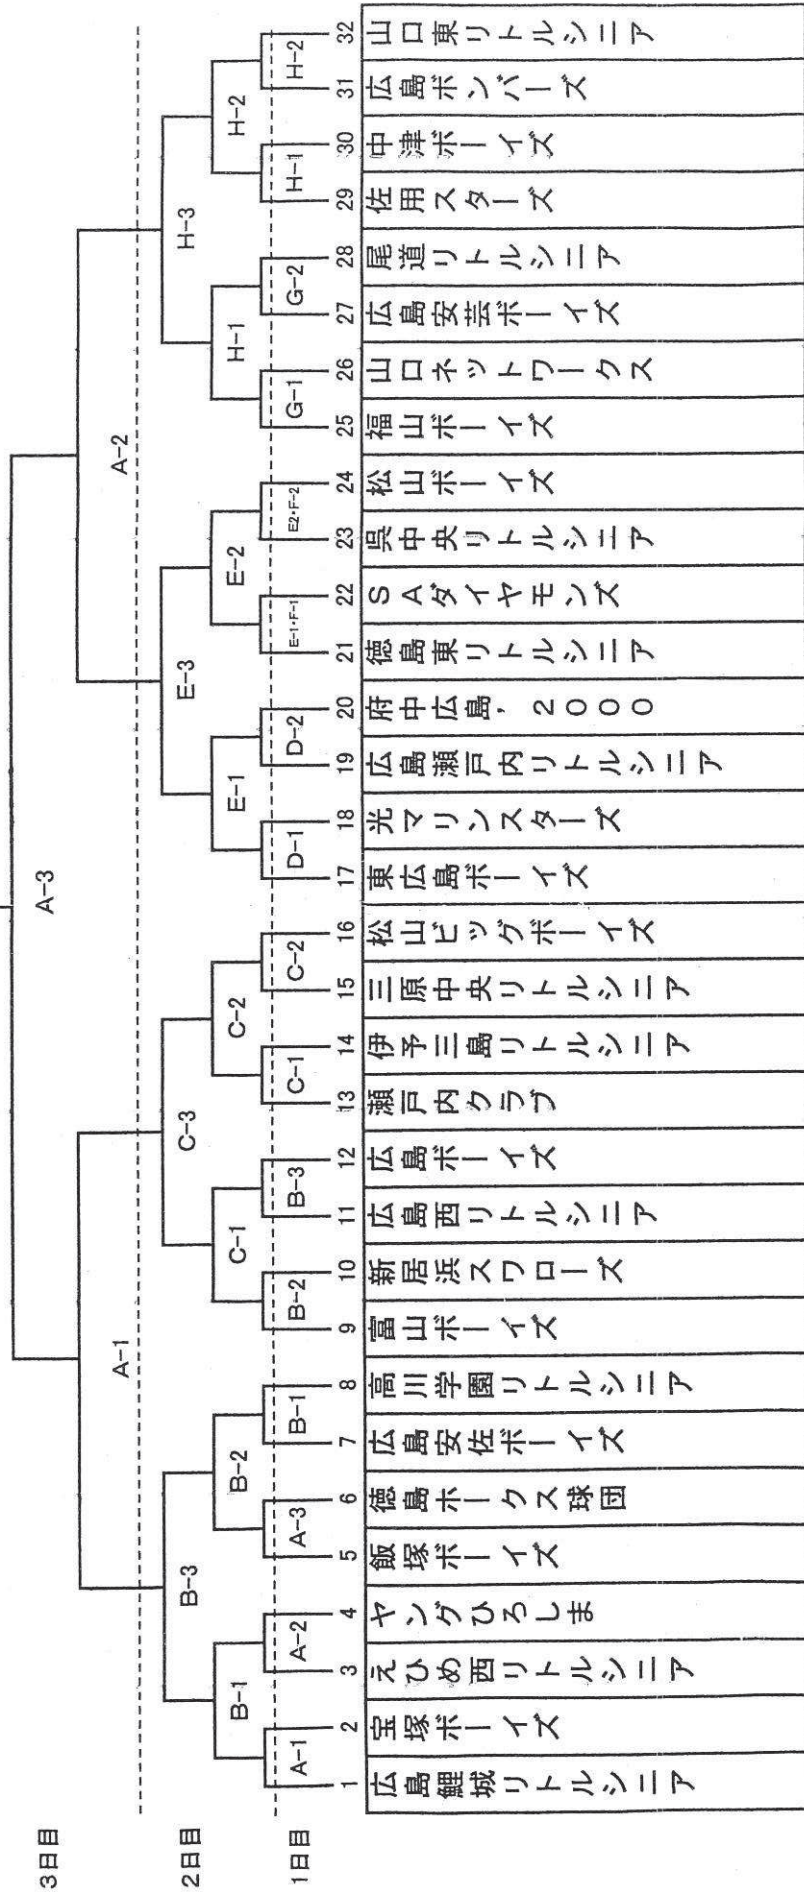 3日目
A-3
A-1
A-2
2日目
B-3
C-3
E-3
H-3
B-1
B-2
C-1
C-2
E-1
E-2
H-1
H-2
1日目
A-1
A-2
A-3
B-1
B-2
B-3
C-1
C-2
D-1
D-2
E-1・F-1
E2・F-2
G-1
G-2
H-1
H-2
1 広島鯉城リトルシニア
2 宝塚ボーイズ
3 えひめ西リトルシニア
4 ヤングひろしま
5 飯塚ボーイズ
6 徳島ホークス球団
7 広島安佐ボーイズ
8 高川学園リトルシニア
9 富山ボーイズ
10 新居浜スワローズ
11 広島西リトルシニア
12 広島ボーイズ
13 瀬戸内クラブ
14 伊予三島リトルシニア
15 三原中央リトルシニア
16 松山ビッグボーイズ
17 東広島ボーイズ
18 光マリンスターズ
19 広島瀬戸内リトルシニア
20 府中広島,2000
21 徳島東リトルシニア
22 SAダイヤモンズ
23 呉中央リトルシニア
24 松山ボーイズ
25 福山ボーイズ
26 山口ネットワークス
27 広島安芸ボーイズ
28 尾道リトルシニア
29 佐用スターズ
30 中津ボーイズ
31 広島ボンバーズ
32 山口東リトルシニア